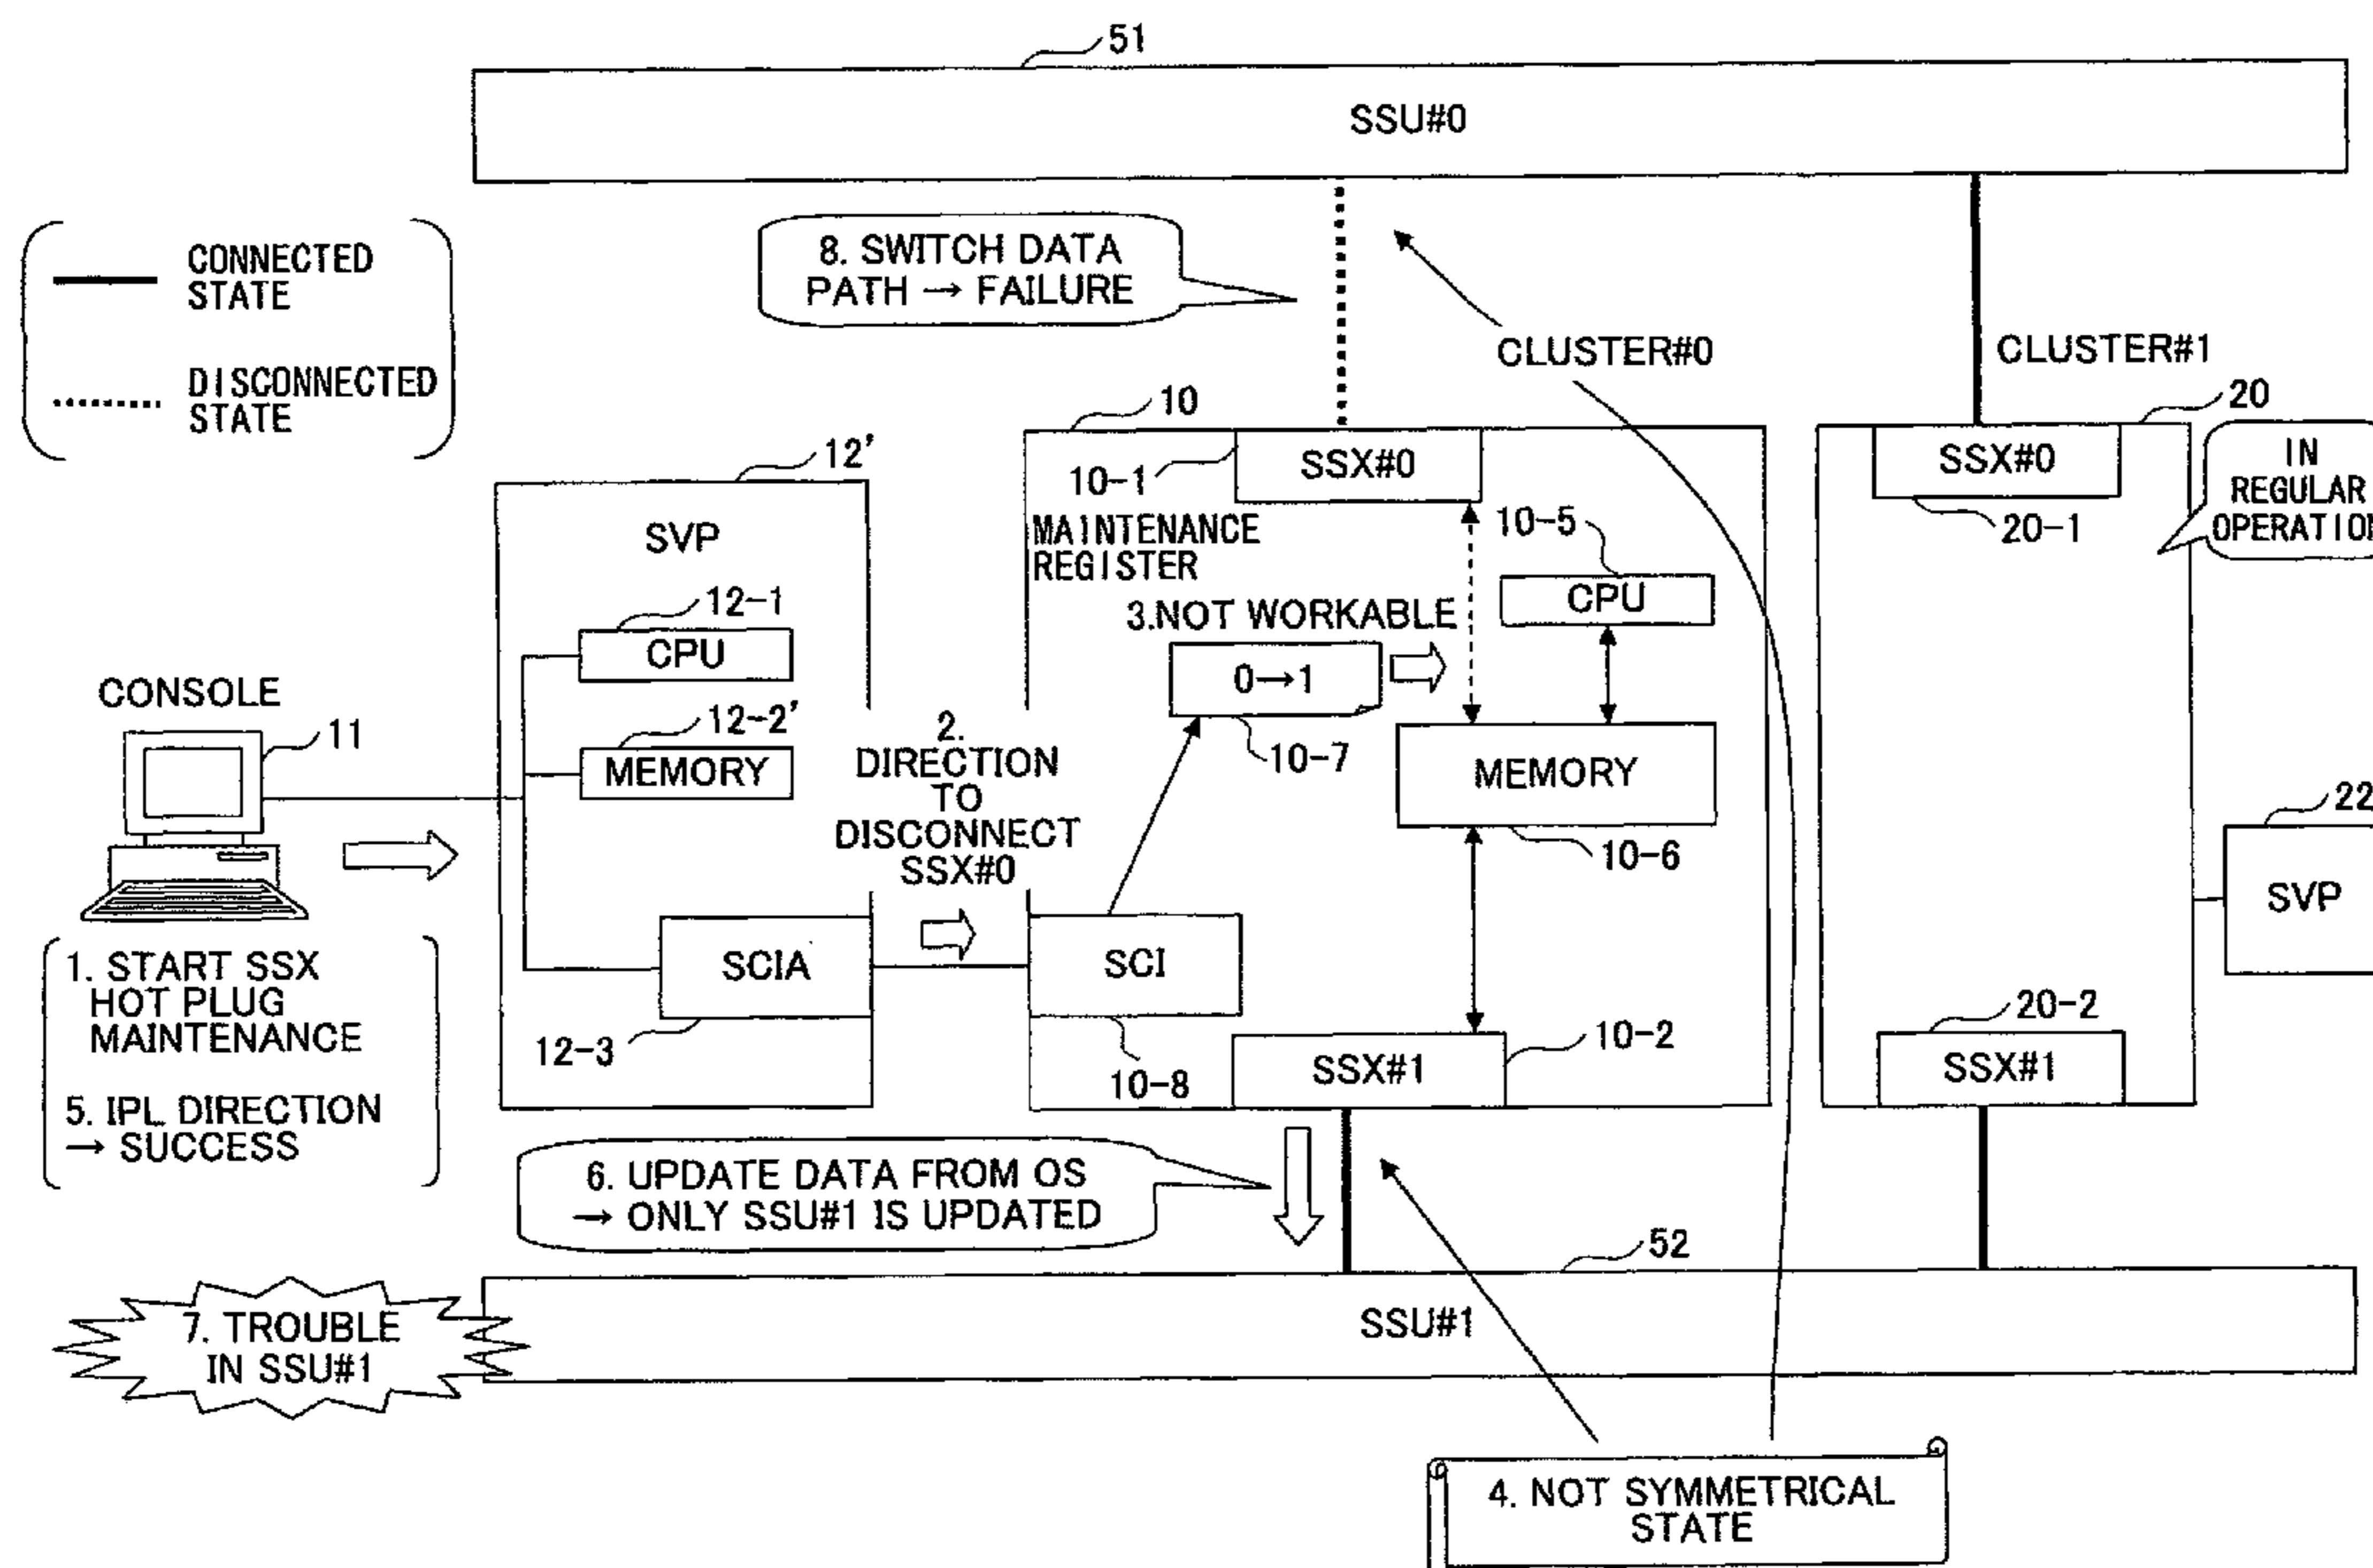 51
SSU#0
CONNECTED
STATE
DISCONNECTED
STATE
8. SWITCH DATA
PATH → FAILURE
CLUSTER#0
CLUSTER#1
12'
SVP
12-1
CPU
12-2'
MEMORY
SCIA
12-3
CONSOLE
11
1. START SSX
HOT PLUG
MAINTENANCE
5. IPL DIRECTION
→ SUCCESS
2.
DIRECTION
TO
DISCONNECT
SSX#0
10
SSX#0
10-1
MAINTENANCE
REGISTER
10-5
CPU
3.NOT WORKABLE
0→1
10-7
MEMORY
10-6
SCI
10-8
SSX#1
10-2
20
SSX#0
20-1
IN
REGULAR
OPERATION
22
SVP
20-2
SSX#1
6. UPDATE DATA FROM OS
→ ONLY SSU#1 IS UPDATED
52
SSU#1
7. TROUBLE
IN SSU#1
4. NOT SYMMETRICAL
STATE